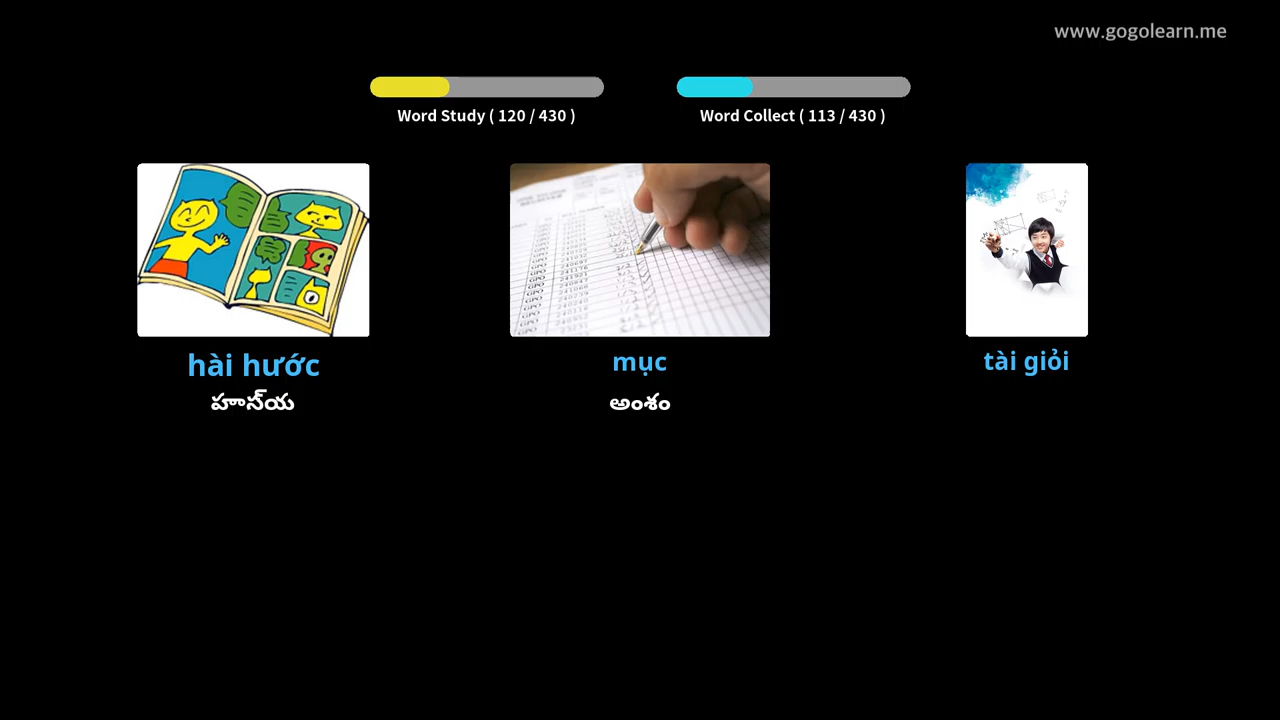 www.gogolearn.me
Word Study ( 120 / 430 )
Word Collect ( 113 / 430 )
hài hước
mục
tài giỏi
హాస్‌య
అంశం